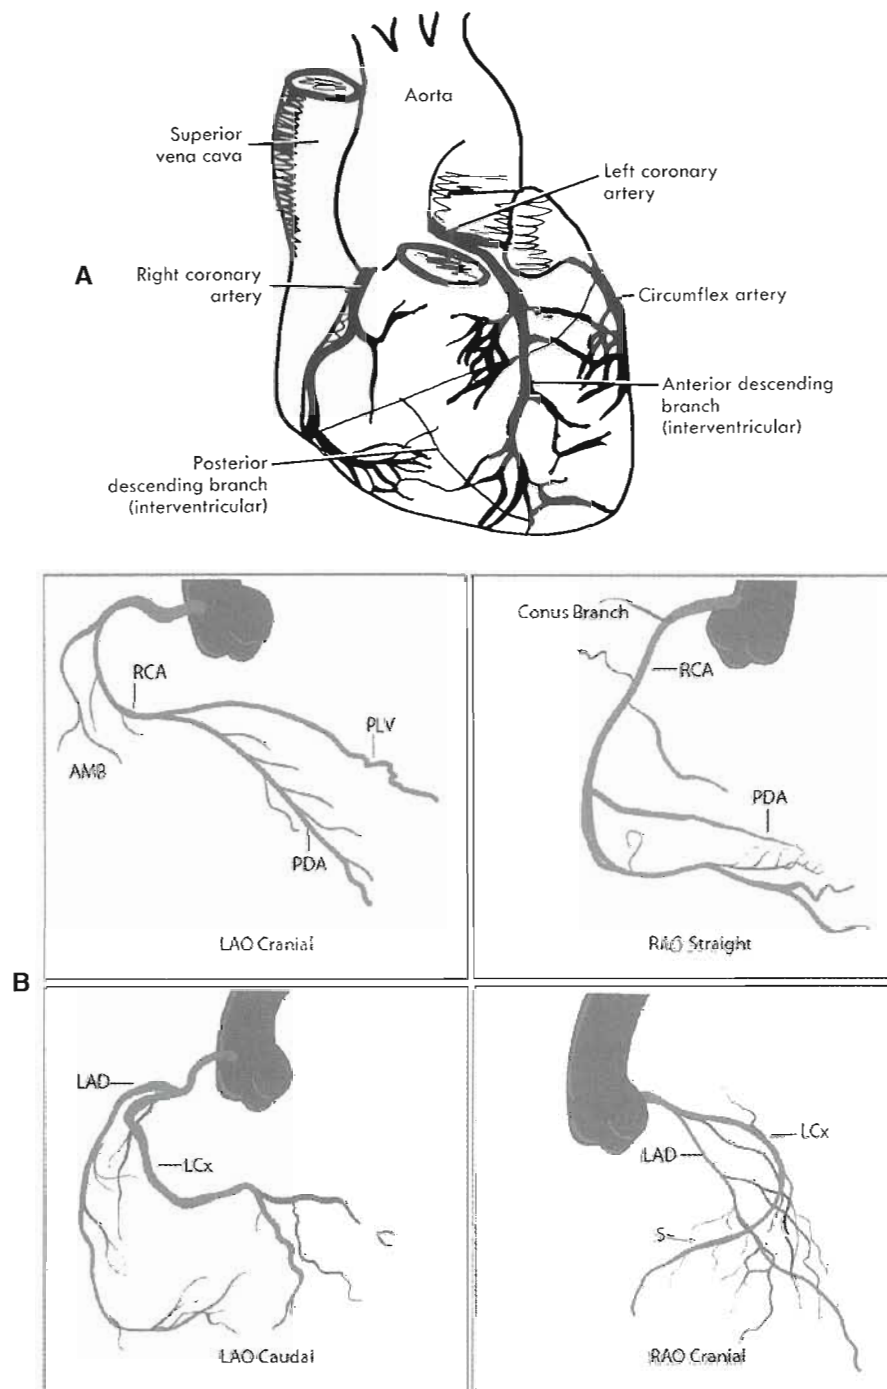 Aorta
Superior
vena cava
Left coronary
artery
A
Right coronary
artery
Circumflex artery
Anterior descending
branch
(interventricular)
Posterior
descending branch
(interventricular)
B
RCA
PLV
AMB
PDA
LAO Cranial
Conus Branch
RCA
PDA
RAO Straight
LAD
LCx
LAO Caudal
LCx
LAD
S
RAO Cranial